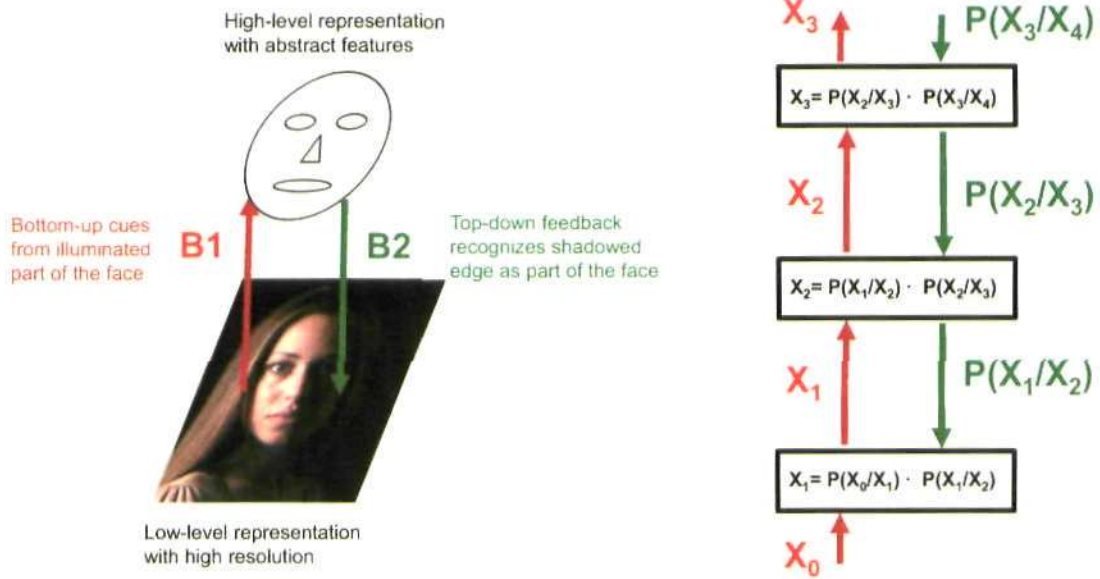 High-level representation
with abstract features
Bottom-up cues
from illuminated
part of the face
B1
B2
Top-down feedback
recognizes shadowed
edge as part of the face
Low-level representation
with high resolution
X₃
P(X₃/X₄)
X₃= P(X₂/X₃) · P(X₃/X₄)
X₂
P(X₂/X₃)
X₂= P(X₁/X₂) · P(X₂/X₃)
X₁
P(X₁/X₂)
X₁= P(X₀/X₁) · P(X₁/X₂)
X₀